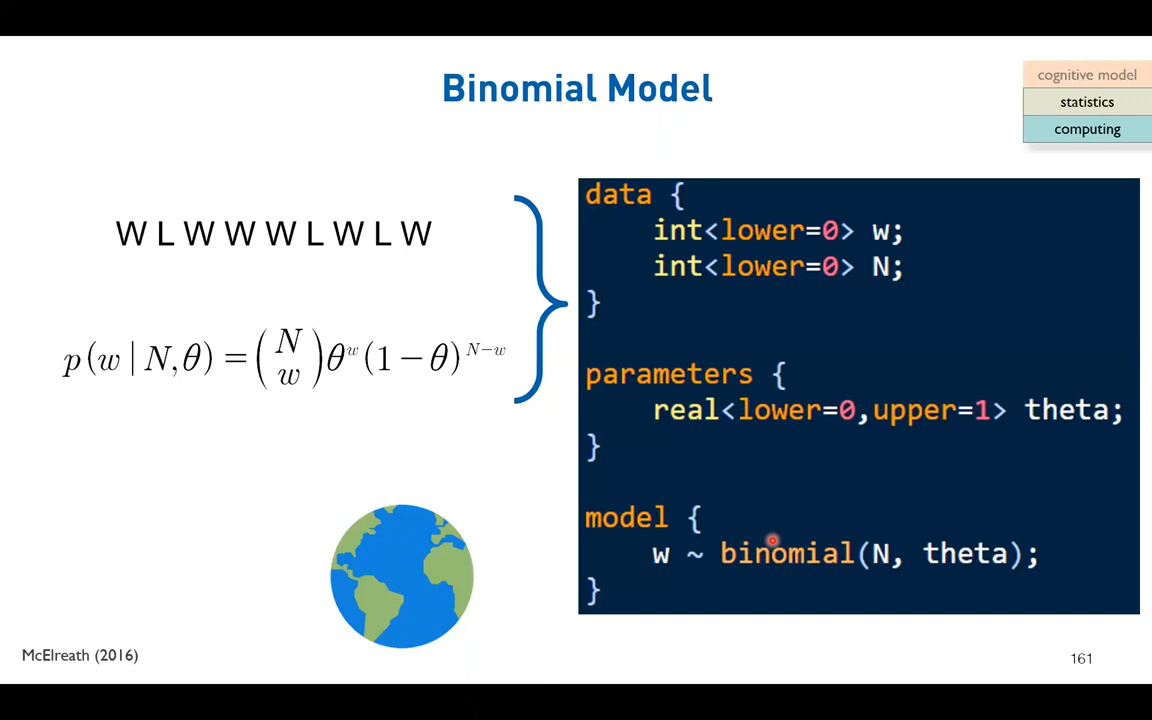 Binomial Model
cognitive model
statistics
computing
W L W W W L W L W
p(w | N,θ) = (N w) θ^w (1 − θ)^{N−w}
data {
    int<lower=0> w;
    int<lower=0> N;
}
parameters {
    real<lower=0,upper=1> theta;
}
model {
    w ~ binomial(N, theta);
}
McElreath (2016)
161